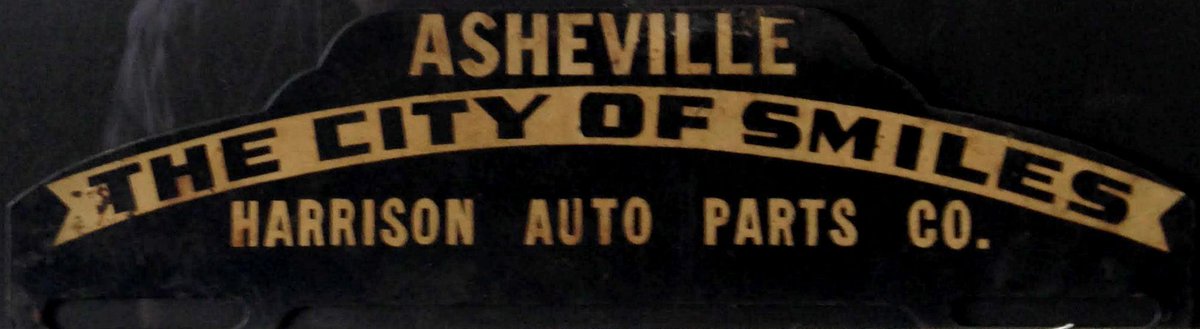 ASHEVILLE
THE CITY OF SMILES
HARRISON AUTO PARTS CO.